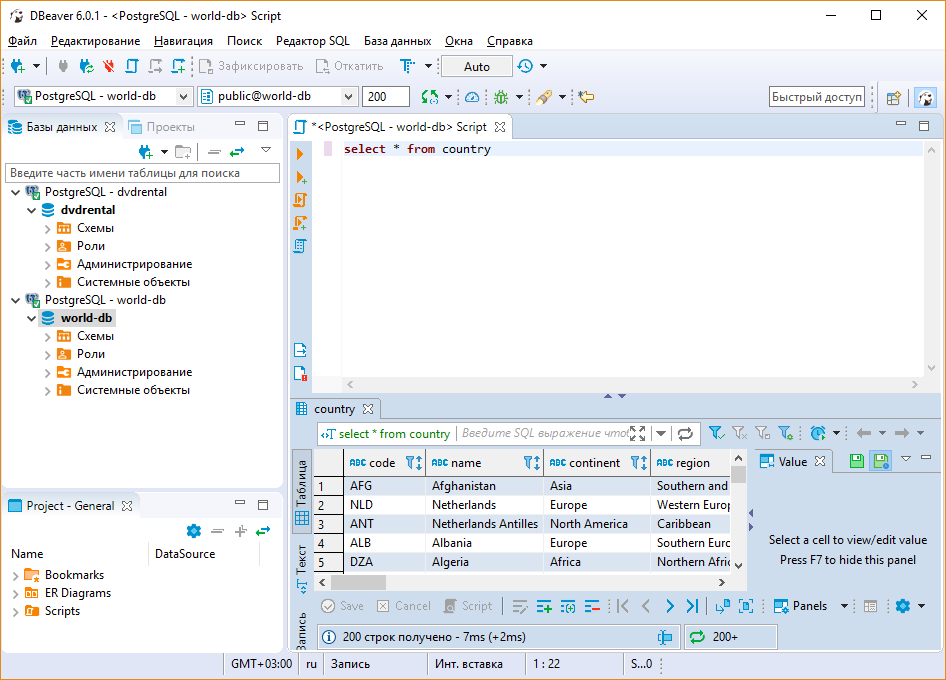 DBeaver 6.0.1 - <PostgreSQL - world-db> Script
Файл Редактирование Навигация Поиск Редактор SQL База данных Окна Справка
Зафиксировать Откатить Auto
PostgreSQL - world-db public@world-db 200 Быстрый доступ
Базы данных Проекты
Введите часть имени таблицы для поиска
PostgreSQL - dvdrental
dvdrental
Схемы
Роли
Администрирование
Системные объекты
PostgreSQL - world-db
world-db
Схемы
Роли
Администрирование
Системные объекты
Project - General
Name DataSource
Bookmarks
ER Diagrams
Scripts
*<PostgreSQL - world-db> Script
select * from country
country
select * from country Введите SQL выражение чтоб
Таблица
Текст
Запись
ABC code ABC name ABC continent ABC region
1 AFG Afghanistan Asia Southern and
2 NLD Netherlands Europe Western Europ
3 ANT Netherlands Antilles North America Caribbean
4 ALB Albania Europe Southern Euro
5 DZA Algeria Africa Northern Afric
Value
Select a cell to view/edit value
Press F7 to hide this panel
Save Cancel Script Panels
200 строк получено - 7ms (+2ms) 200+
GMT+03:00 ru Запись Инт. вставка 1 : 22 S...0